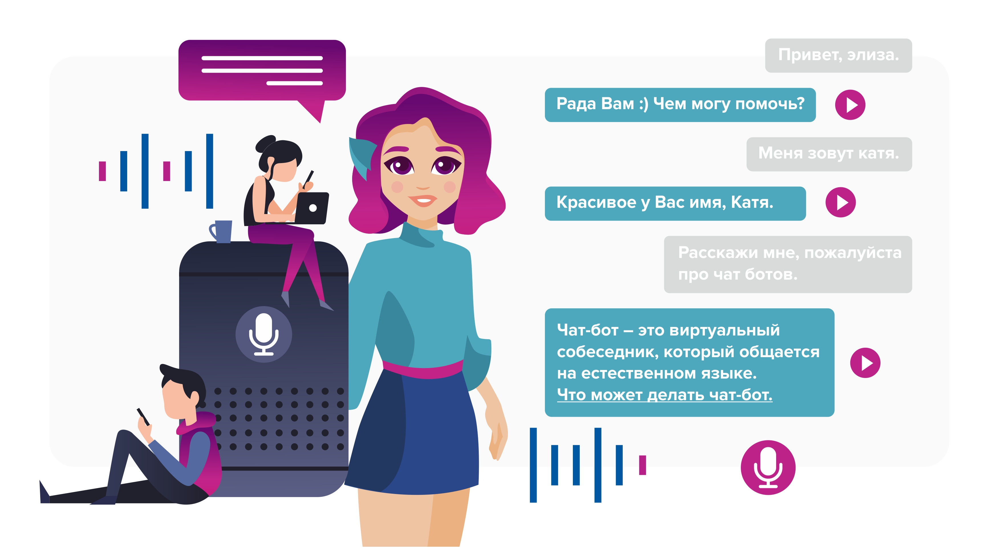 Привет, элиза.
Рада Вам :) Чем могу помочь?
Меня зовут катя.
Красивое у Вас имя, Катя.
Расскажи мне, пожалуйста
про чат ботов.
Чат-бот – это виртуальный
собеседник, который общается
на естественном языке.
Что может делать чат-бот.